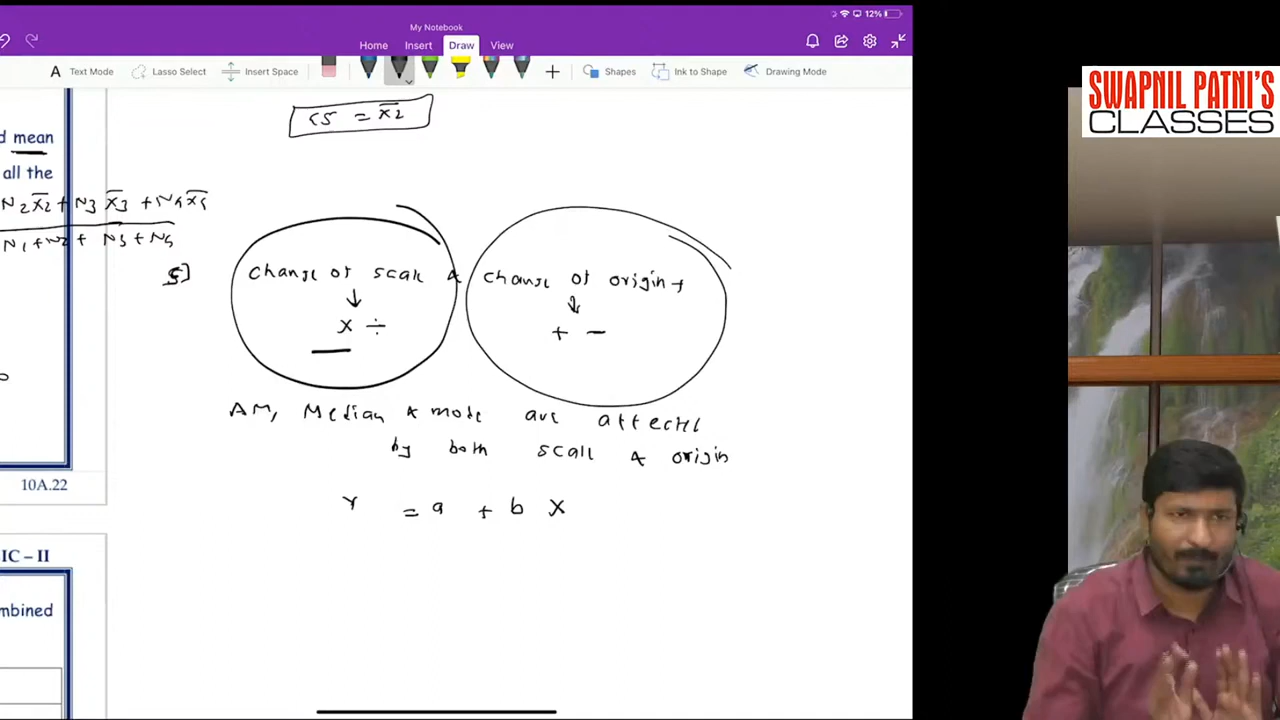 12%
My Notebook
Home Insert Draw View
Text Mode Lasso Select Insert Space Shapes Ink to Shape Drawing Mode
SWAPNIL PATNI'S
CLASSES
55 = x̄2
d mean
all the
N2x̄2 + N3 x̄3 + N4x̄4
N1+N2 + N3 + N4
5]
Change of scale & change of origin
↓ ↓
× ÷ + −
AM, Median & mode are affected
by both scale & origin
10A.22
Y = a + b X
IC – II
mbined